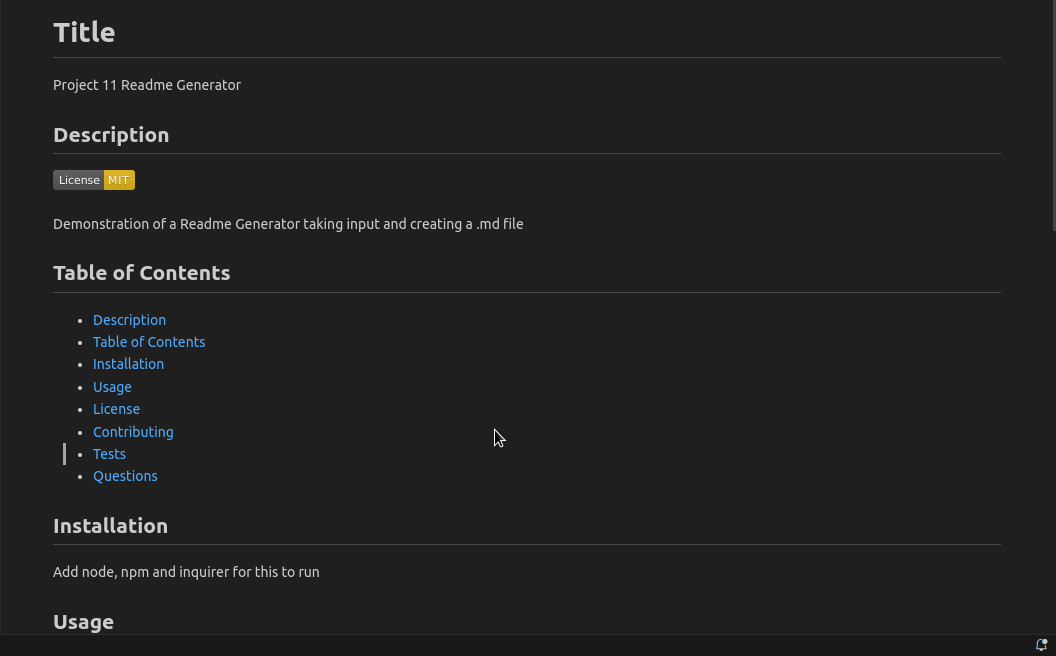 Title
Project 11 Readme Generator
Description
License MIT
Demonstration of a Readme Generator taking input and creating a .md file
Table of Contents
Description
Table of Contents
Installation
Usage
License
Contributing
Tests
Questions
Installation
Add node, npm and inquirer for this to run
Usage